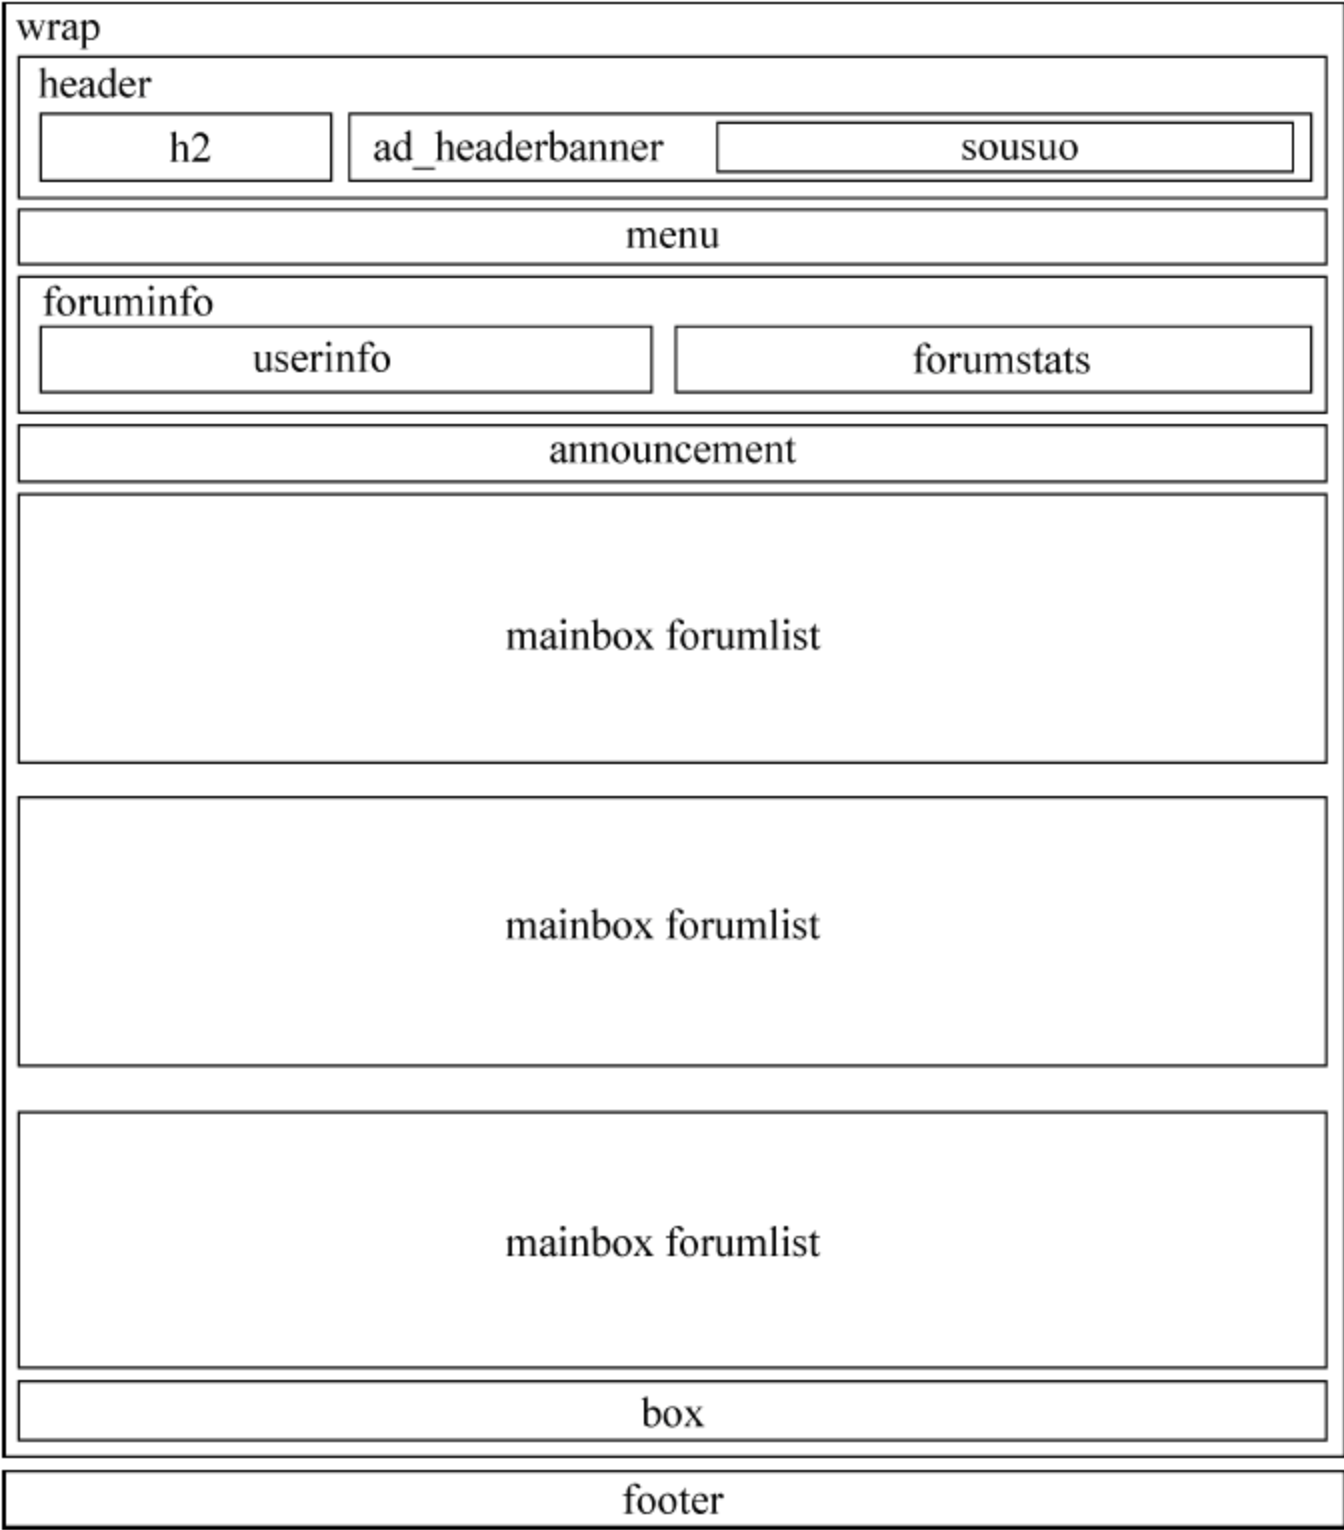 wrap
header
h2
ad_headerbanner
sousuo
menu
foruminfo
userinfo
forumstats
announcement
mainbox forumlist
mainbox forumlist
mainbox forumlist
box
footer